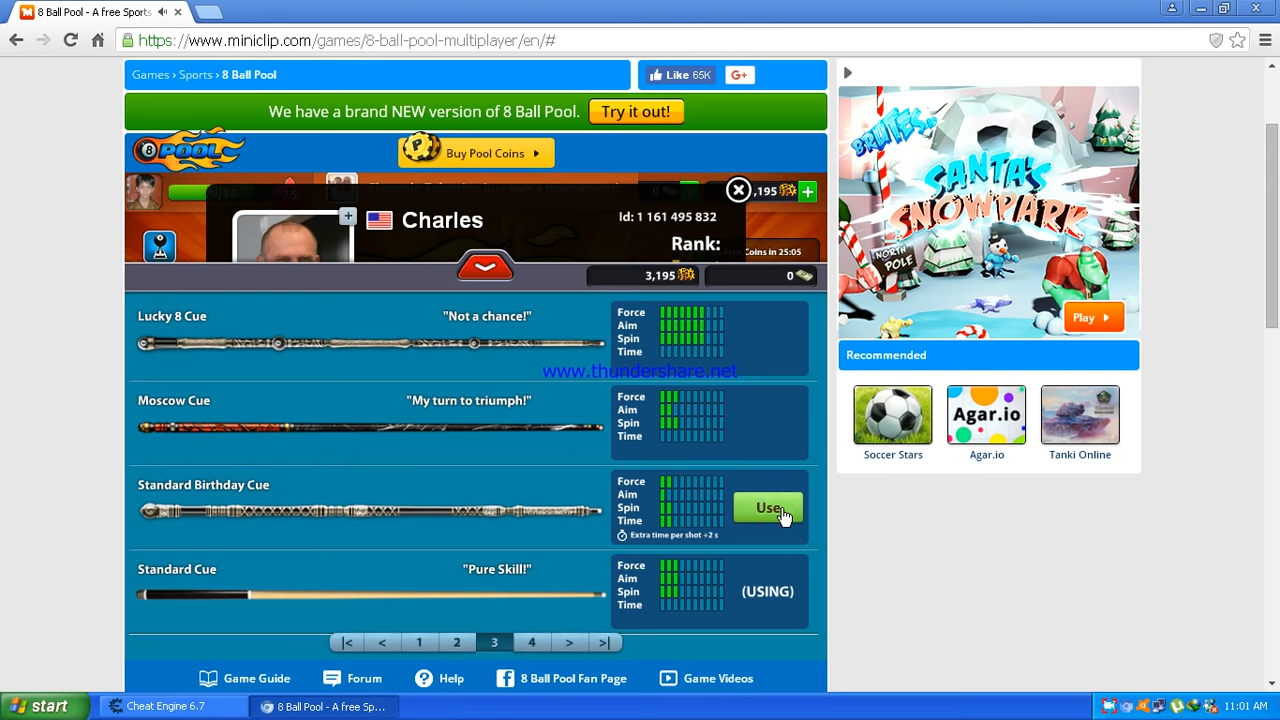 8 Ball Pool - A free Sports
https://www.miniclip.com/games/8-ball-pool-multiplayer/en/#
Games › Sports › 8 Ball Pool
Like 65K
G+
We have a brand NEW version of 8 Ball Pool. Try it out!
8 POOL
P Buy Pool Coins
,195
Charles
Id: 1 161 495 832
Rank:
Coins in 25:05
3,195
0
Lucky 8 Cue
"Not a chance!"
Force
Aim
Spin
Time
www.thundershare.net
Moscow Cue
"My turn to triumph!"
Force
Aim
Spin
Time
Standard Birthday Cue
Force
Aim
Spin
Time
Extra time per shot +2 s
Use
Standard Cue
"Pure Skill!"
Force
Aim
Spin
Time
(USING)
|< < 1 2 3 4 > >|
Game Guide
Forum
Help
8 Ball Pool Fan Page
Game Videos
BRUTES.IO
SANTA'S
SNOWPARK
NORTH
POLE
Play
Recommended
Agar.io
Soccer Stars
Agar.io
Tanki Online
start
Cheat Engine 6.7
8 Ball Pool - A free Sp...
11:01 AM